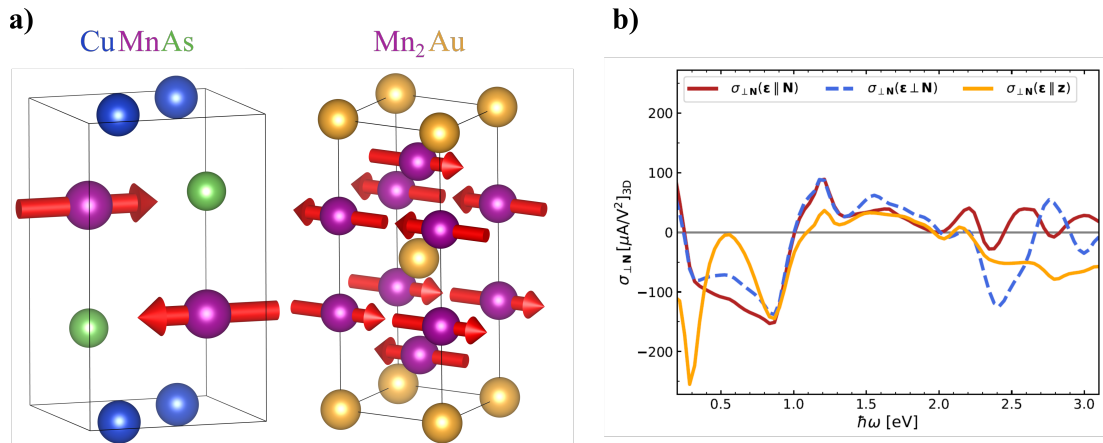 a)
CuMnAs
Mn₂Au
b)
σ⊥N(ε ∥ N)
σ⊥N(ε ⊥ N)
σ⊥N(ε ∥ z)
σ⊥N [μA/V²]3D
200
100
0
−100
−200
0.5 1.0 1.5 2.0 2.5 3.0
ħω [eV]